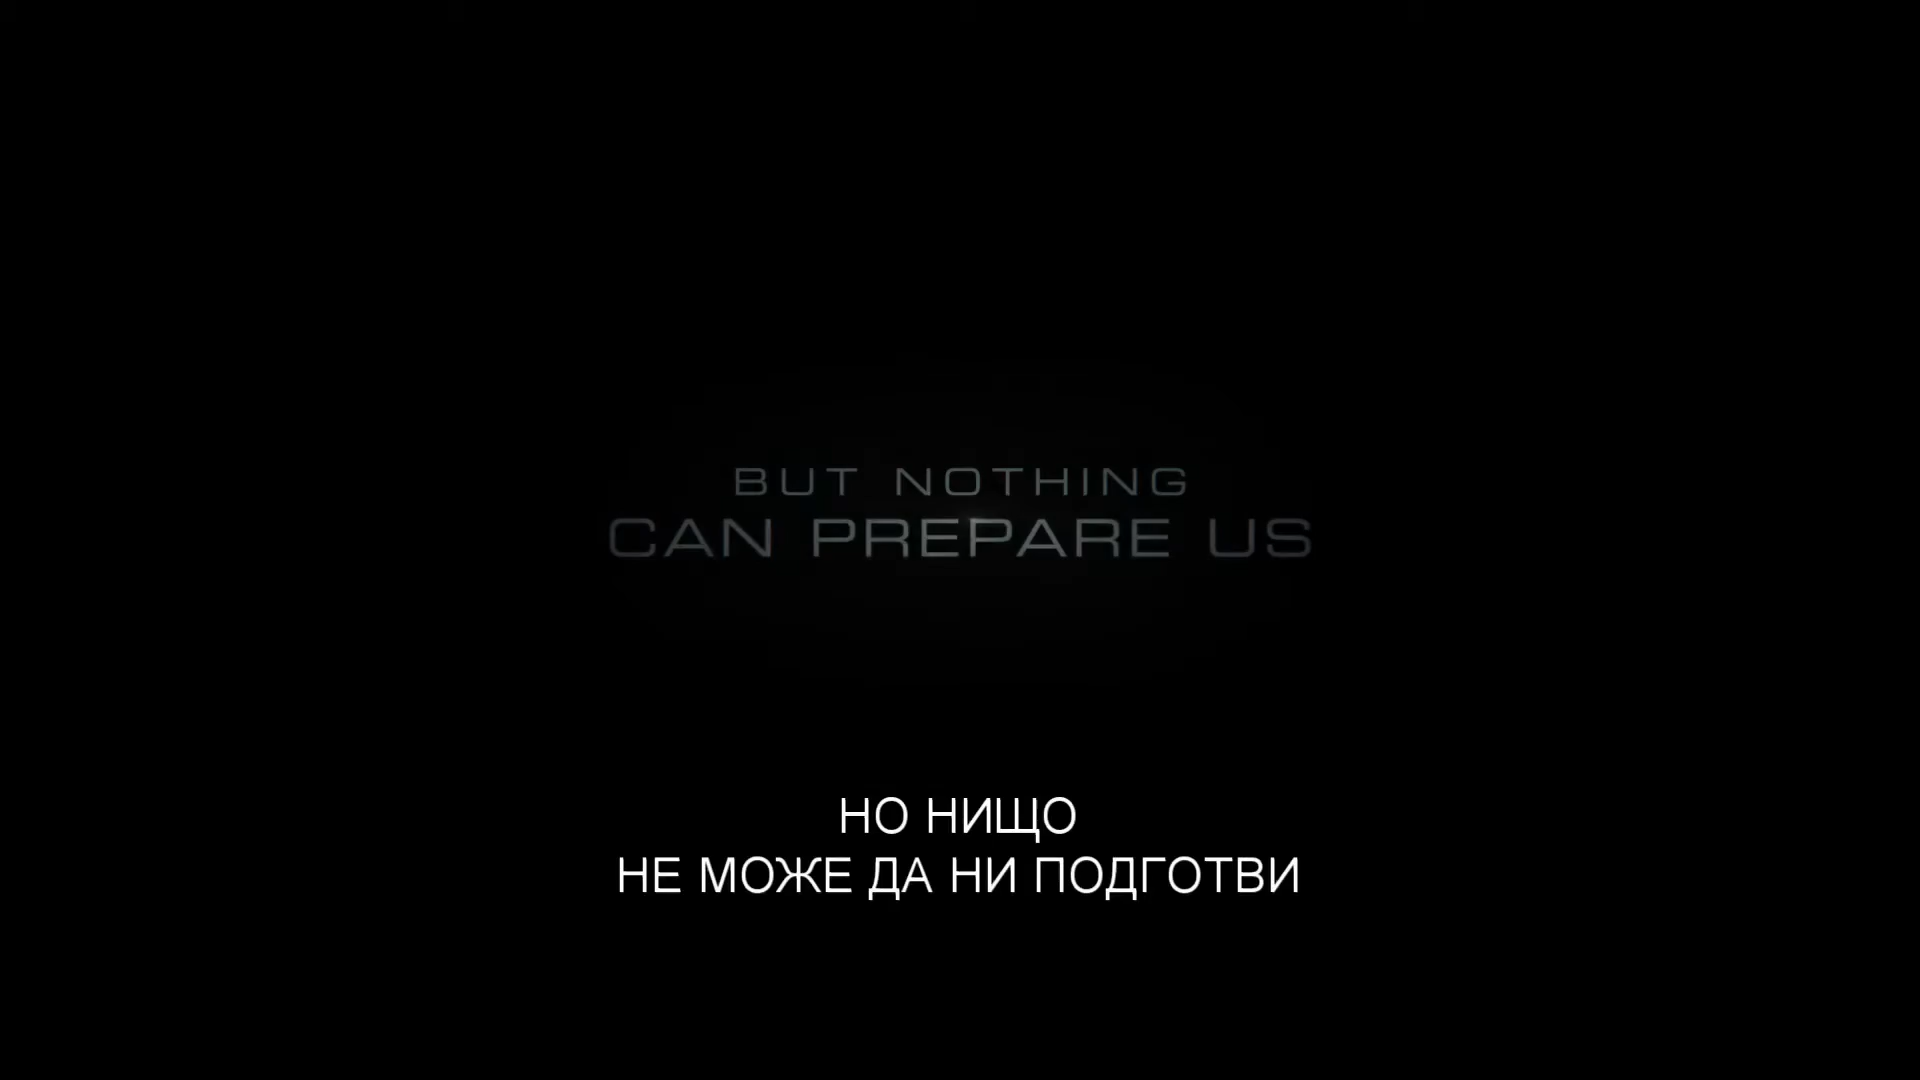 BUT NOTHING
CAN PREPARE US
НО НИЩО
НЕ МОЖЕ ДА НИ ПОДГОТВИ